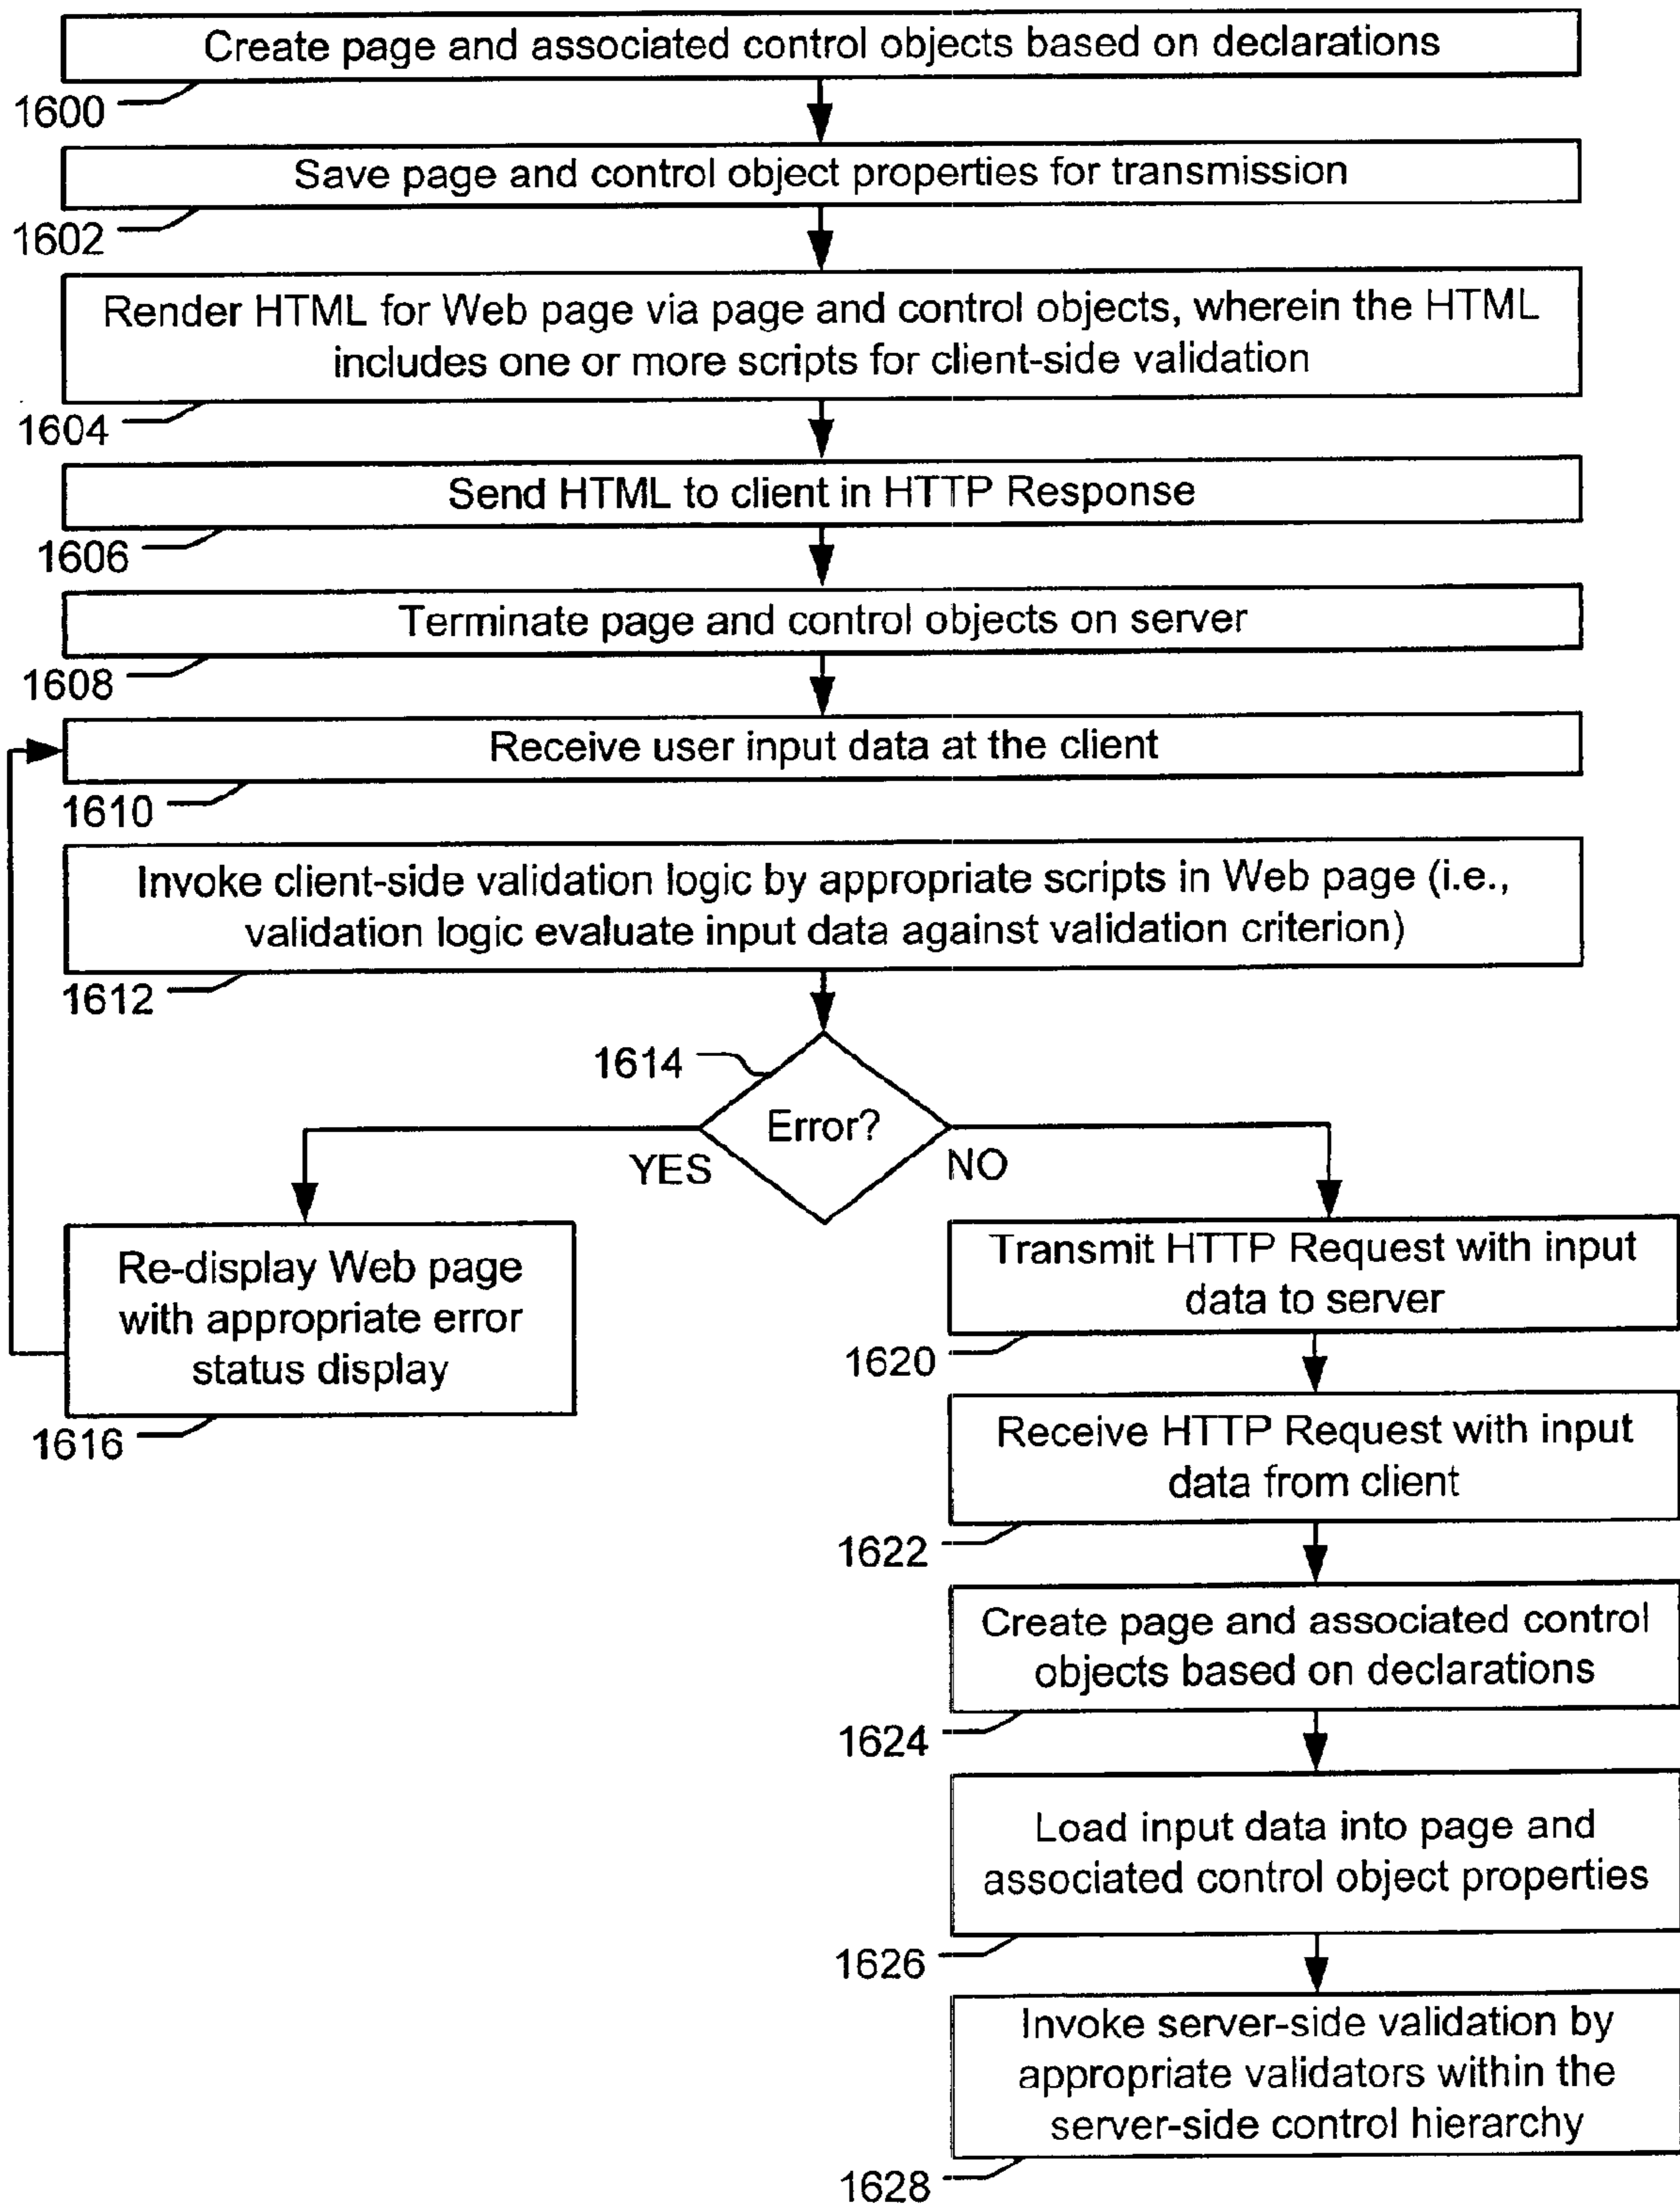 Create page and associated control objects based on declarations
1600
Save page and control object properties for transmission
1602
Render HTML for Web page via page and control objects, wherein the HTML
includes one or more scripts for client-side validation
1604
Send HTML to client in HTTP Response
1606
Terminate page and control objects on server
1608
Receive user input data at the client
1610
Invoke client-side validation logic by appropriate scripts in Web page (i.e.,
validation logic evaluate input data against validation criterion)
1612
1614
Error?
YES
NO
Re-display Web page
with appropriate error
status display
1616
Transmit HTTP Request with input
data to server
1620
Receive HTTP Request with input
data from client
1622
Create page and associated control
objects based on declarations
1624
Load input data into page and
associated control object properties
1626
Invoke server-side validation by
appropriate validators within the
server-side control hierarchy
1628